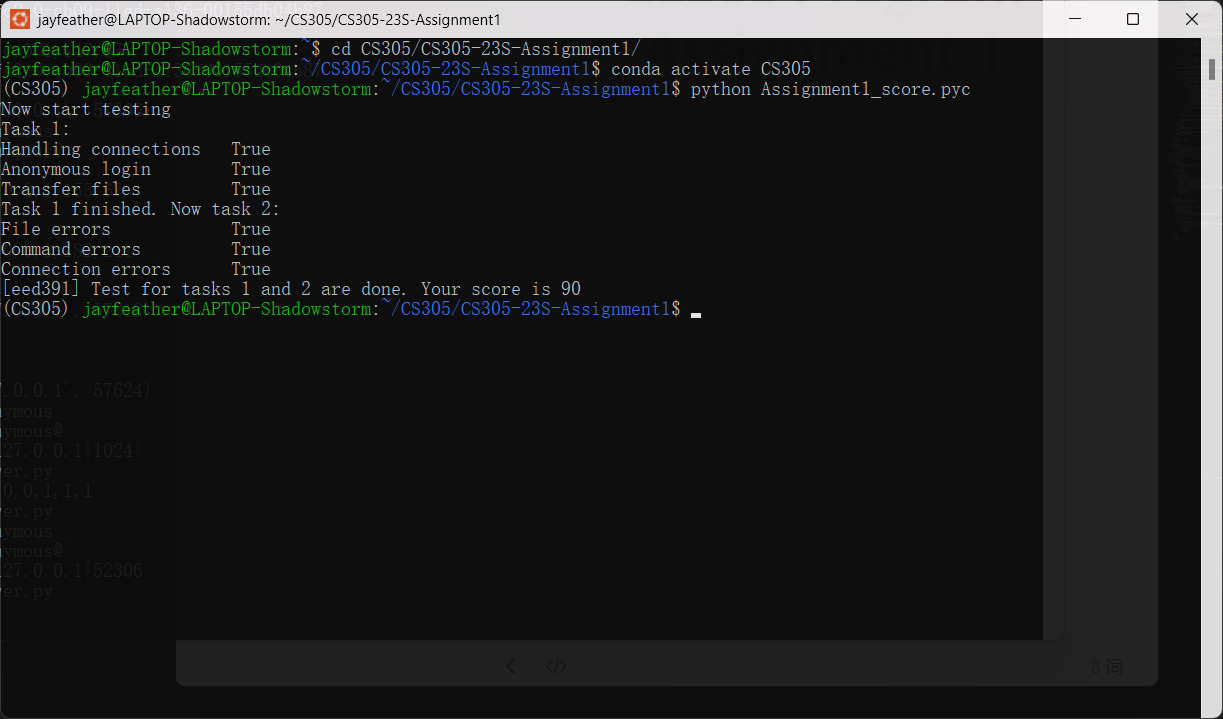 jayfeather@LAPTOP-Shadowstorm: ~/CS305/CS305-23S-Assignment1
jayfeather@LAPTOP-Shadowstorm:~$ cd CS305/CS305-23S-Assignment1/
jayfeather@LAPTOP-Shadowstorm:~/CS305/CS305-23S-Assignment1$ conda activate CS305
(CS305) jayfeather@LAPTOP-Shadowstorm:~/CS305/CS305-23S-Assignment1$ python Assignment1_score.pyc
Now start testing
Task 1:
Handling connections   True
Anonymous login        True
Transfer files         True
Task 1 finished. Now task 2:
File errors            True
Command errors         True
Connection errors      True
[eed391] Test for tasks 1 and 2 are done. Your score is 90
(CS305) jayfeather@LAPTOP-Shadowstorm:~/CS305/CS305-23S-Assignment1$
.0.0.1', 57624)
ymous
ymous@
27.0.0.1|1024|
er.py
0,0.1,1,1
er.py
ymous
ymous@
27.0.0.1|52306
er.py
8 词